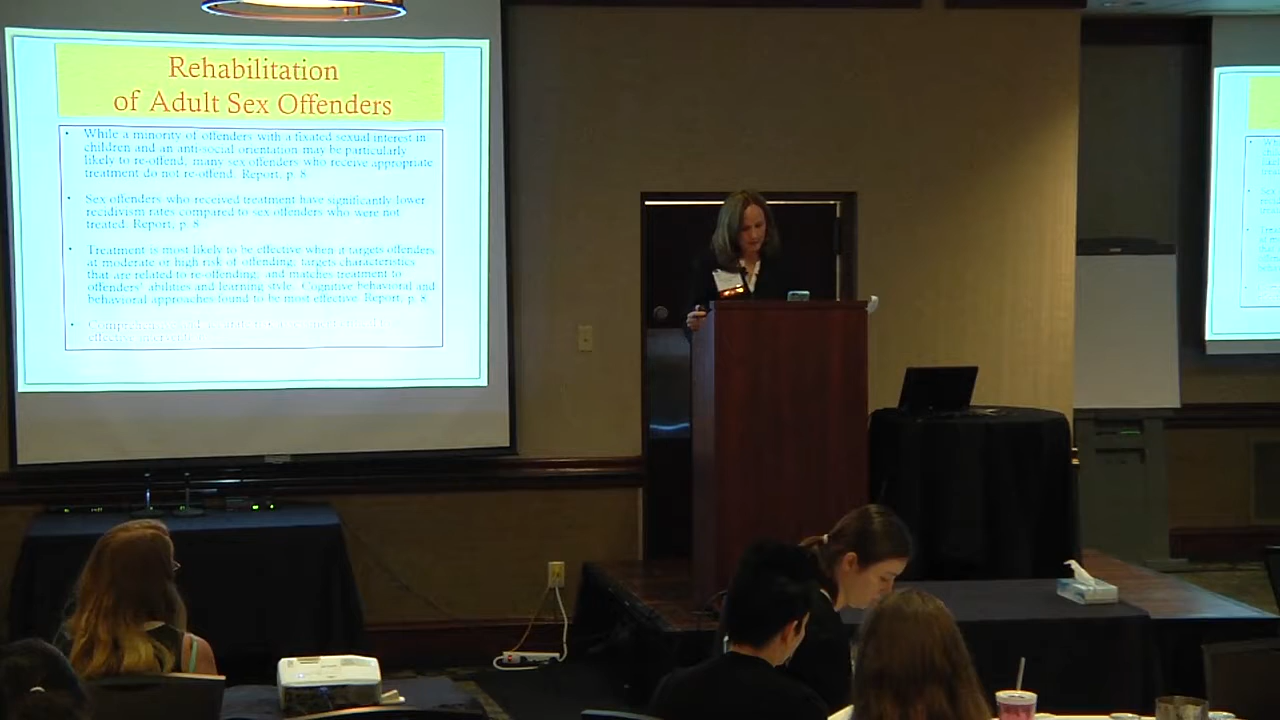 Rehabilitation
of Adult Sex Offenders
• While a minority of offenders with a fixated sexual interest in
children and an anti-social orientation may be particularly
likely to re-offend, many sex offenders who receive appropriate
treatment do not re-offend. Report, p. 8.
• Sex offenders who received treatment have significantly lower
recidivism rates compared to sex offenders who were not
treated. Report, p. 8.
• Treatment is most likely to be effective when it targets offenders
at moderate or high risk of offending; targets characteristics
that are related to re-offending; and matches treatment to
offenders' abilities and learning style. Cognitive behavioral and
behavioral approaches found to be most effective. Report, p. 8.